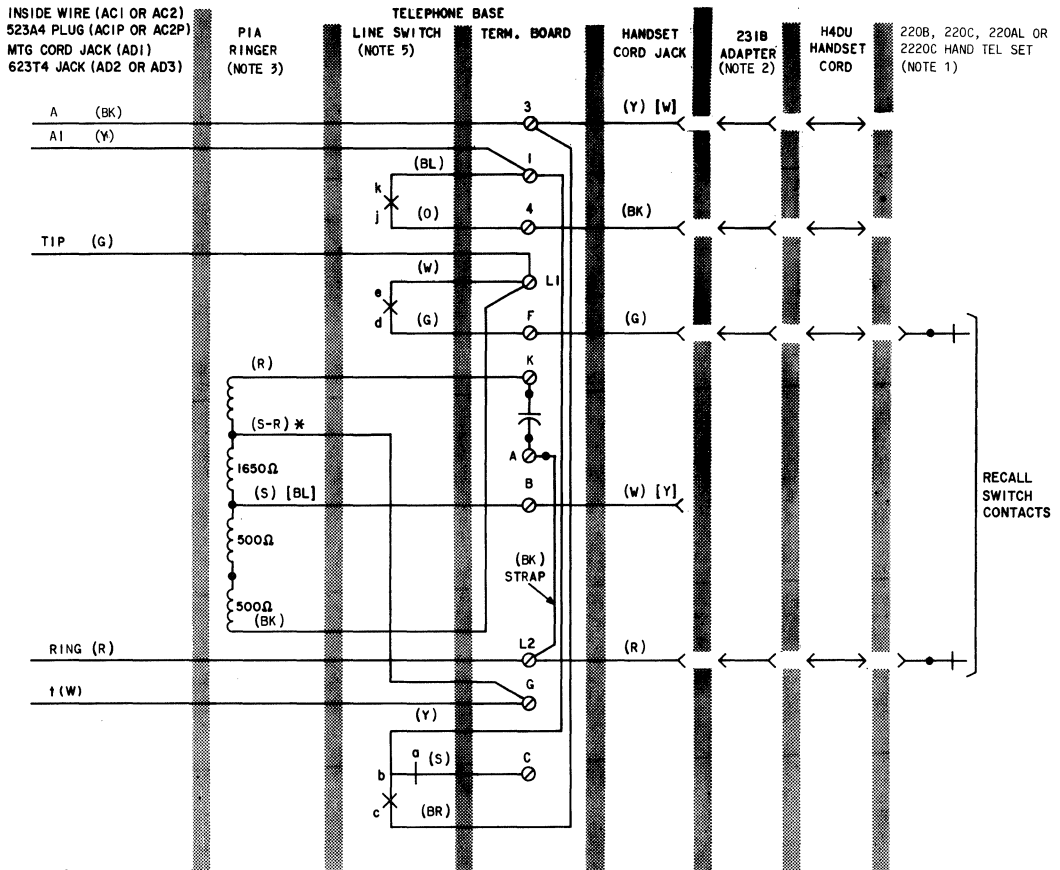 INSIDE WIRE (AC1 OR AC2)
523A4 PLUG (AC1P OR AC2P)
MTG CORD JACK (AD1)
623T4 JACK (AD2 OR AD3)
P1A
RINGER
(NOTE 3)
TELEPHONE BASE
LINE SWITCH
(NOTE 5)
TERM. BOARD
HANDSET
CORD JACK
231B
ADAPTER
(NOTE 2)
H4DU
HANDSET
CORD
220B, 220C, 220AL OR
2220C HAND TEL SET
(NOTE 1)
A (BK)
3
(Y) [W]
A1 (Y)
1
(BL)
k
j
(O)
4
(BK)
TIP (G)
(W)
L1
e
d
(G)
F
(G)
(R)
K
(S-R) *
A
1650Ω
(S) [BL]
B
(W) [Y]
RECALL
SWITCH
CONTACTS
500Ω
(BK)
STRAP
500Ω
(BK)
RING (R)
L2
(R)
† (W)
G
(Y)
a
(S)
C
b
c
(BR)